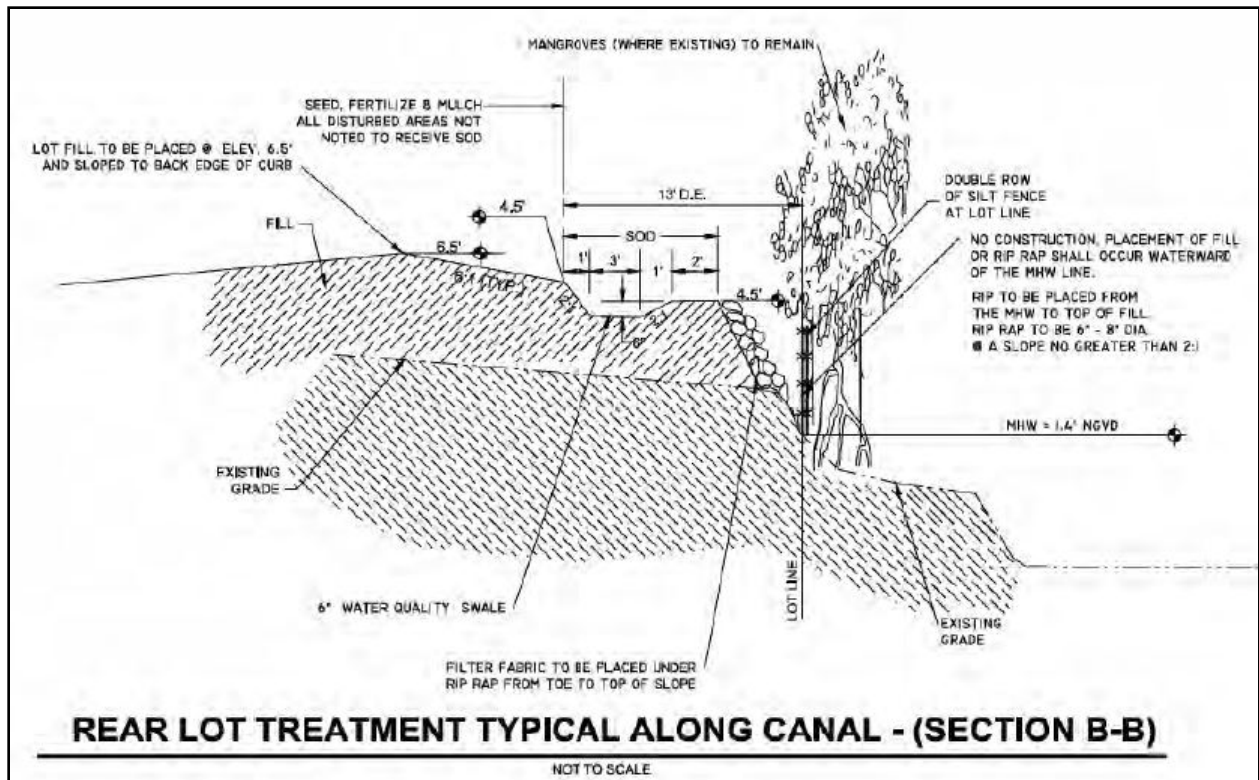 MANGROVES (WHERE EXISTING) TO REMAIN
SEED, FERTILIZE & MULCH
ALL DISTURBED AREAS NOT
NOTED TO RECEIVE SOD
LOT FILL TO BE PLACED @ ELEV. 6.5'
AND SLOPED TO BACK EDGE OF CURB
DOUBLE ROW
OF SILT FENCE
AT LOT LINE
13' D.E.
4.5'
FILL
SOD
NO CONSTRUCTION, PLACEMENT OF FILL
OR RIP RAP SHALL OCCUR WATERWARD
OF THE MHW LINE.
6.5'
1'
3'
1'
2'
(TYP.)
4.5'
RIP TO BE PLACED FROM
THE MHW TO TOP OF FILL
RIP RAP TO BE 6" - 8" DIA.
@ A SLOPE NO GREATER THAN 2:1
6"
MHW = 1.4' NGVD
EXISTING
GRADE
LOT LINE
6" WATER QUALITY SWALE
EXISTING
GRADE
FILTER FABRIC TO BE PLACED UNDER
RIP RAP FROM TOE TO TOP OF SLOPE
REAR LOT TREATMENT TYPICAL ALONG CANAL - (SECTION B-B)
NOT TO SCALE